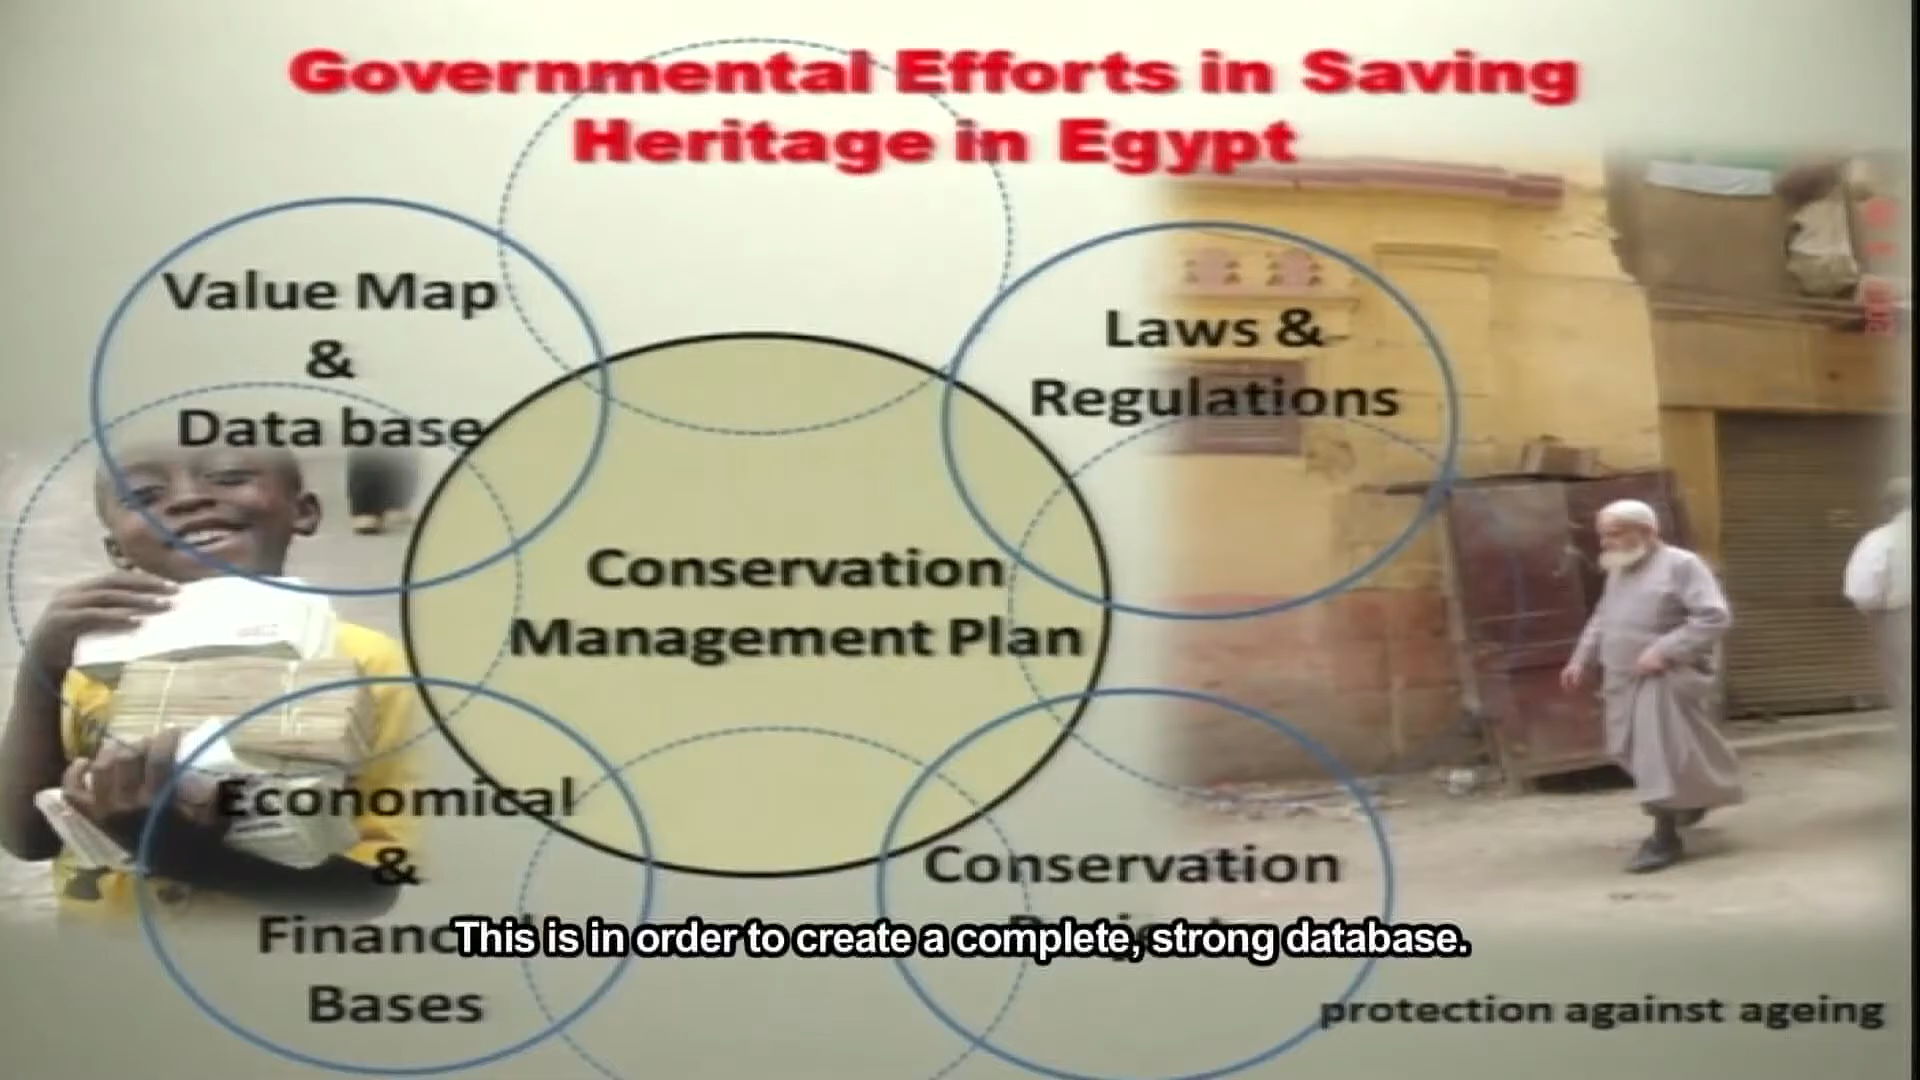 Governmental Efforts in Saving
Heritage in Egypt
Value Map
&
Data base
Laws &
Regulations
Conservation
Management Plan
Economical
&
Bases
Conservation
This is in order to create a complete, strong database.
protection against ageing